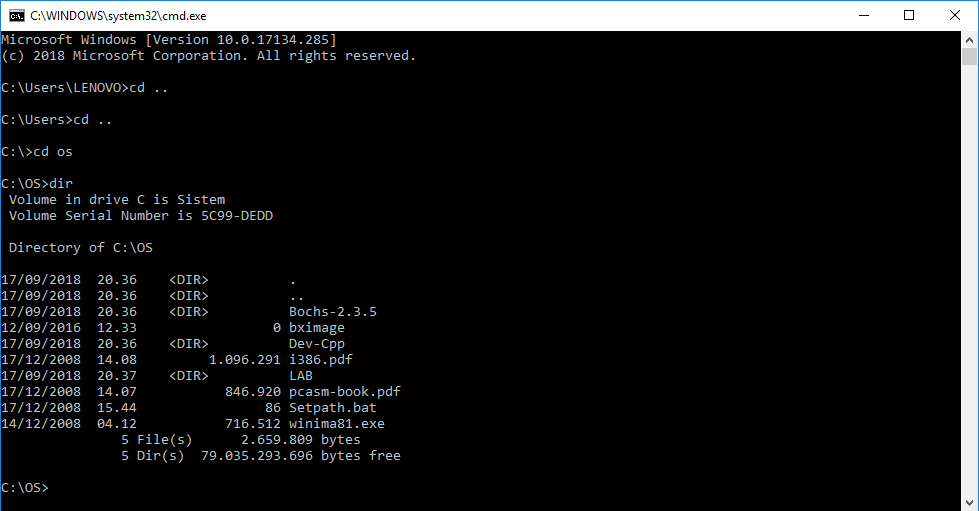 C:\WINDOWS\system32\cmd.exe
Microsoft Windows [Version 10.0.17134.285]
(c) 2018 Microsoft Corporation. All rights reserved.
C:\Users\LENOVO>cd ..
C:\Users>cd ..
C:\>cd os
C:\OS>dir
 Volume in drive C is Sistem
 Volume Serial Number is 5C99-DEDD
 Directory of C:\OS
17/09/2018  20.36    <DIR>          .
17/09/2018  20.36    <DIR>          ..
17/09/2018  20.36    <DIR>          Bochs-2.3.5
12/09/2016  12.33                 0 bximage
17/09/2018  20.36    <DIR>          Dev-Cpp
17/12/2008  14.08         1.096.291 i386.pdf
17/09/2018  20.37    <DIR>          LAB
17/12/2008  14.07           846.920 pcasm-book.pdf
17/12/2008  15.44                86 Setpath.bat
14/12/2008  04.12           716.512 winima81.exe
               5 File(s)      2.659.809 bytes
               5 Dir(s)  79.035.293.696 bytes free
C:\OS>